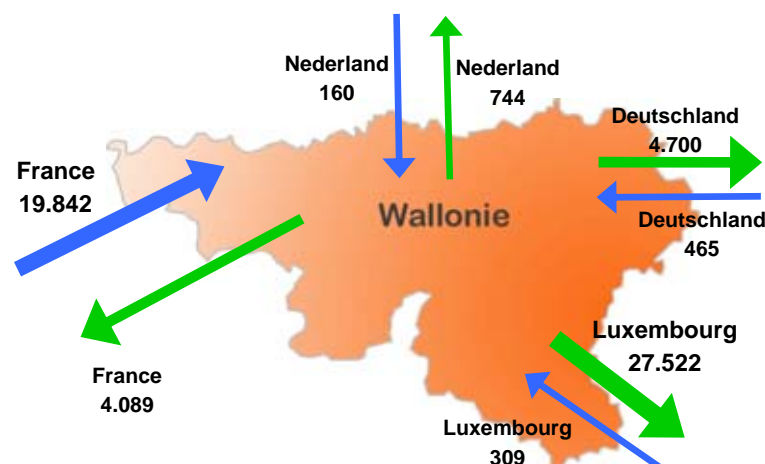 Nederland
160
Nederland
744
Deutschland
4.700
France
19.842
Wallonie
Deutschland
465
Luxembourg
27.522
France
4.089
Luxembourg
309